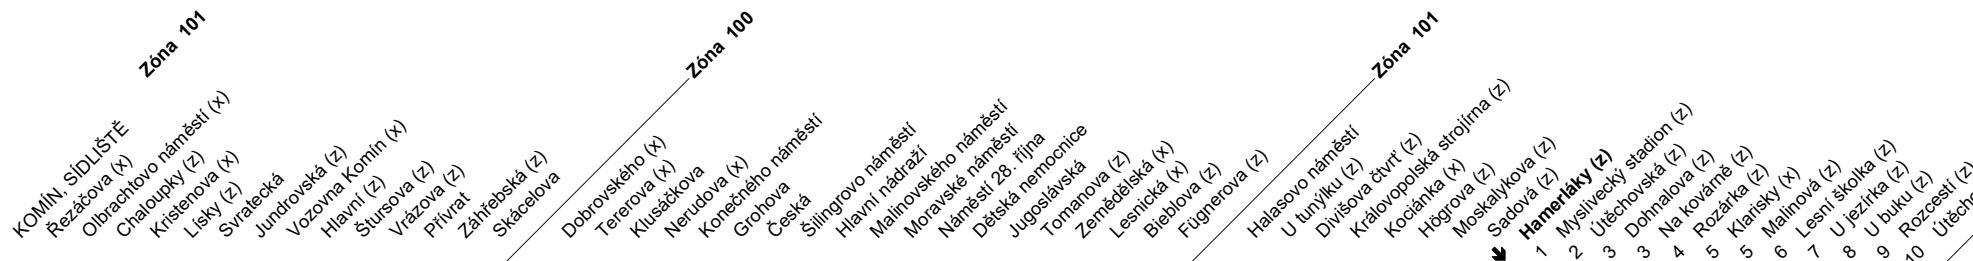 Zóna 101
KOMÍN, SÍDLIŠTĚ
Řezáčova (x)
Olbrachtovo náměstí (x)
Chaloupky (z)
Kristenova (x)
Lísky (z)
Svratecká
Jundrovská (z)
Vozovna Komín (x)
Hlavní (z)
Štursova (z)
Vrázova (z)
Přívrat
Záhřebská (z)
Skácelova
Zóna 100
Dobrovského (x)
Tererova (x)
Klusáčkova
Nerudova (x)
Konečného náměstí
Grohova
Česká
Šilingrovo náměstí
Hlavní nádraží
Malinovského náměstí
Moravské náměstí
Náměstí 28. října
Dětská nemocnice
Jugoslávská
Tomanova (z)
Zemědělská (x)
Lesnická (x)
Bieblova (z)
Fügnerova (z)
Zóna 101
Halasovo náměstí
U tunýlku (z)
Divišova čtvrť (z)
Královopolská strojírna (z)
Kociánka (x)
Högrova (z)
Moskalykova (z)
Sadová (z)
Hamerláky (z)
1 Myslivecký stadion (z)
2 Útěchovská (z)
3 Dohnalova (z)
3 Na kovárně (z)
4 Rozárka (z)
5 Klarisky (x)
5 Malinová (z)
6 Lesní školka (z)
7 U jezírka (z)
8 U buku (z)
9 Rozcestí (z)
10